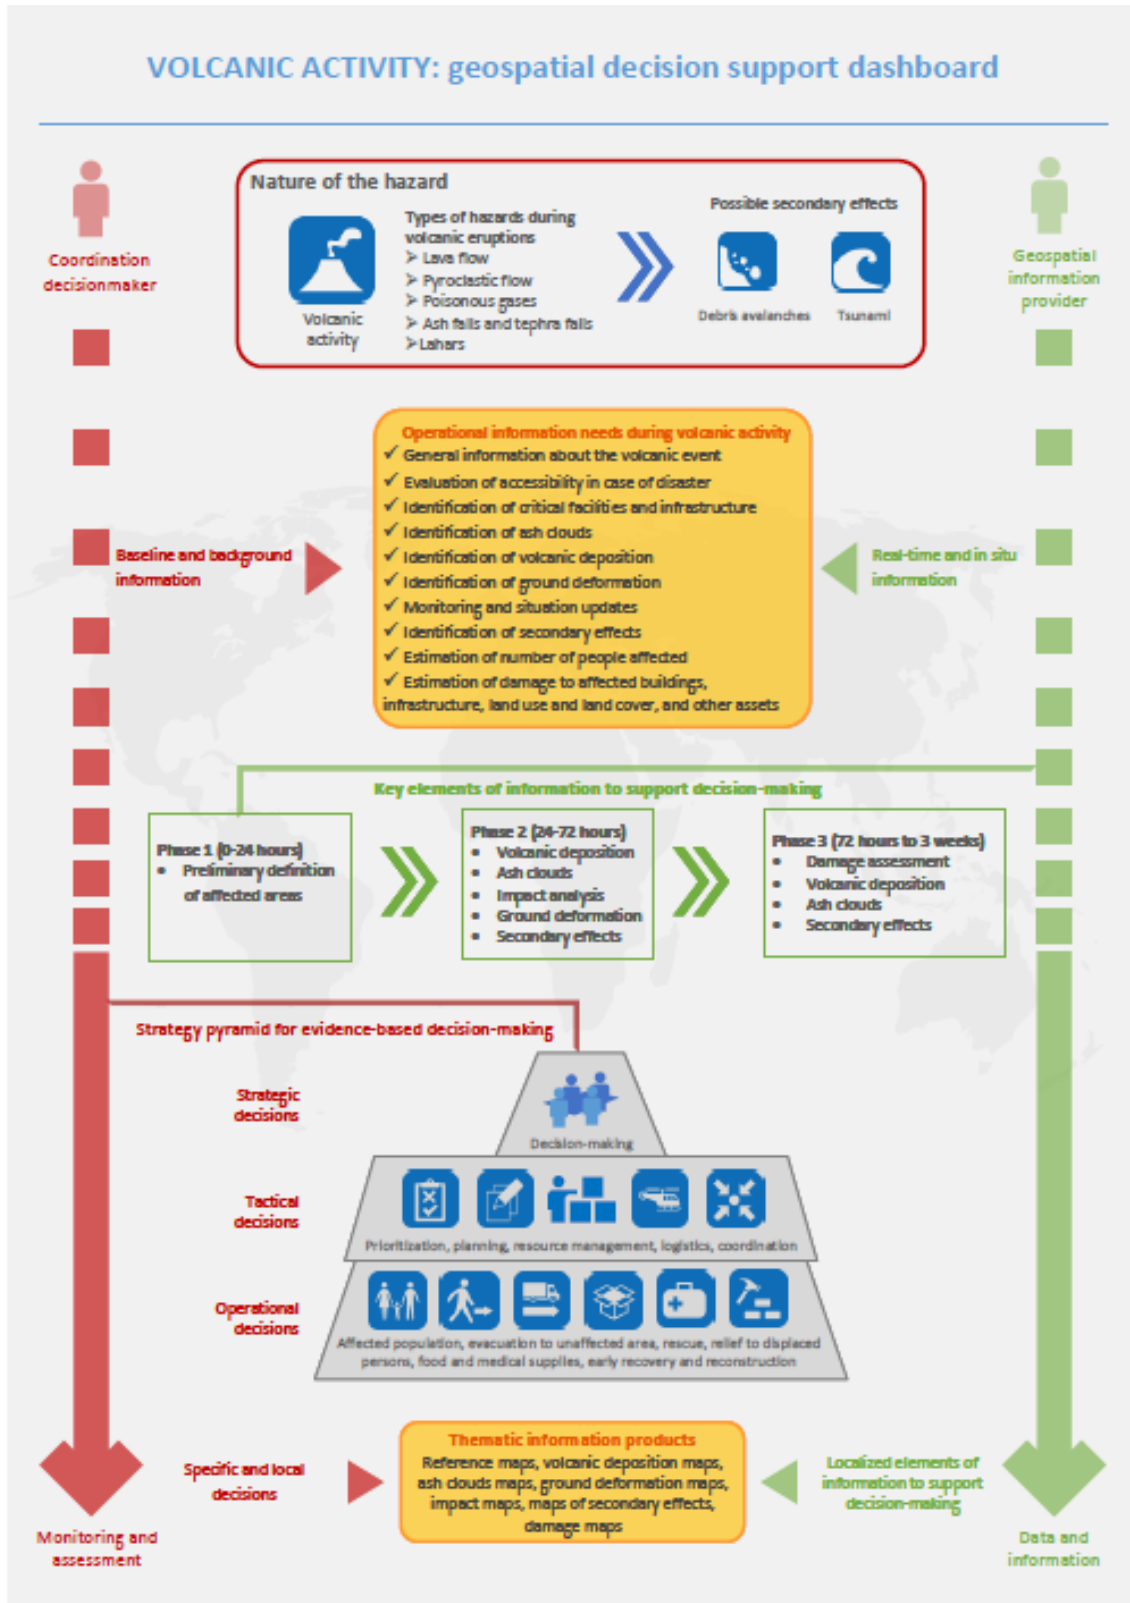 VOLCANIC ACTIVITY: geospatial decision support dashboard
Coordination
decisionmaker
Nature of the hazard
Volcanic
activity
Types of hazards during
volcanic eruptions
➢ Lava flow
➢ Pyroclastic flow
➢ Poisonous gases
➢ Ash falls and tephra falls
➢ Lahars
Possible secondary effects
Debris avalanches
Tsunami
Geospatial
information
provider
Operational information needs during volcanic activity
✓ General information about the volcanic event
✓ Evaluation of accessibility in case of disaster
✓ Identification of critical facilities and infrastructure
✓ Identification of ash clouds
✓ Identification of volcanic deposition
✓ Identification of ground deformation
✓ Monitoring and situation updates
✓ Identification of secondary effects
✓ Estimation of number of people affected
✓ Estimation of damage to affected buildings,
infrastructure, land use and land cover, and other assets
Baseline and background
information
Real-time and in situ
information
Key elements of information to support decision-making
Phase 1 (0-24 hours)
• Preliminary definition
of affected areas
Phase 2 (24-72 hours)
• Volcanic deposition
• Ash clouds
• Impact analysis
• Ground deformation
• Secondary effects
Phase 3 (72 hours to 3 weeks)
• Damage assessment
• Volcanic deposition
• Ash clouds
• Secondary effects
Strategy pyramid for evidence-based decision-making
Strategic
decisions
Decision-making
Tactical
decisions
Prioritization, planning, resource management, logistics, coordination
Operational
decisions
Affected population, evacuation to unaffected area, rescue, relief to displaced
persons, food and medical supplies, early recovery and reconstruction
Specific and local
decisions
Thematic information products
Reference maps, volcanic deposition maps,
ash clouds maps, ground deformation maps,
impact maps, maps of secondary effects,
damage maps
Localized elements of
information to support
decision-making
Monitoring and
assessment
Data and
information